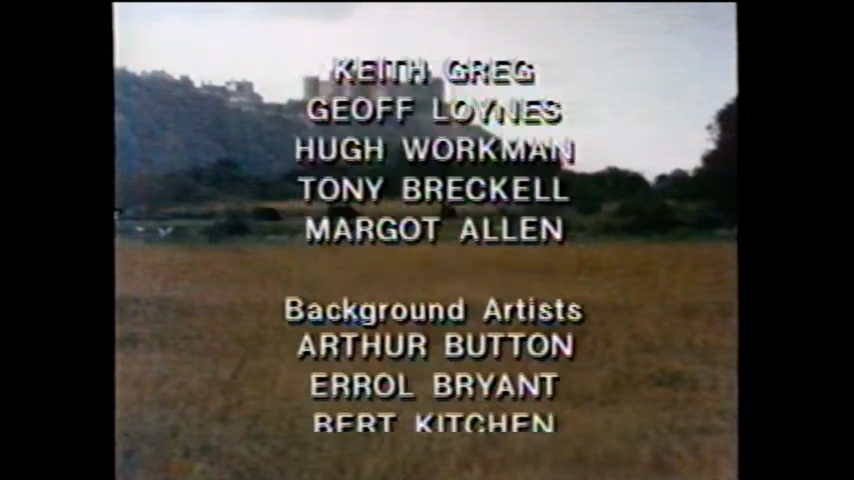 KEITH GREG
GEOFF LOYNES
HUGH WORKMAN
TONY BRECKELL
MARGOT ALLEN
Background Artists
ARTHUR BUTTON
ERROL BRYANT
BERT KITCHEN